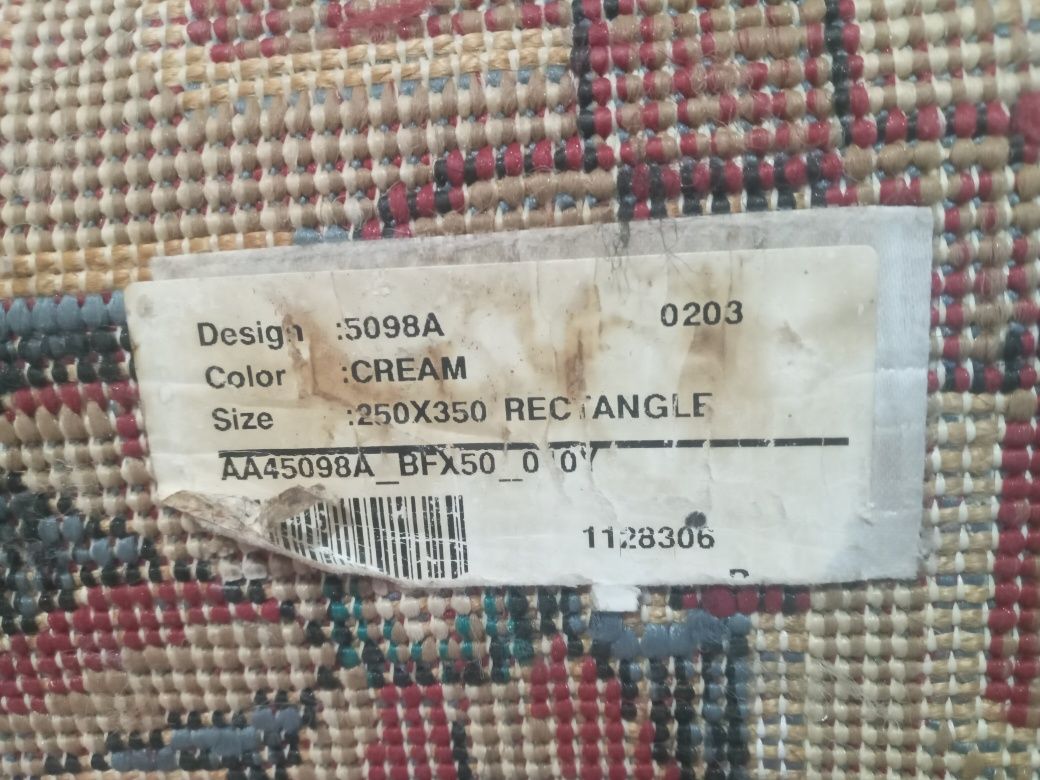 Design :5098A 0203
Color :CREAM
Size :250X350 RECTANGLE
1128306